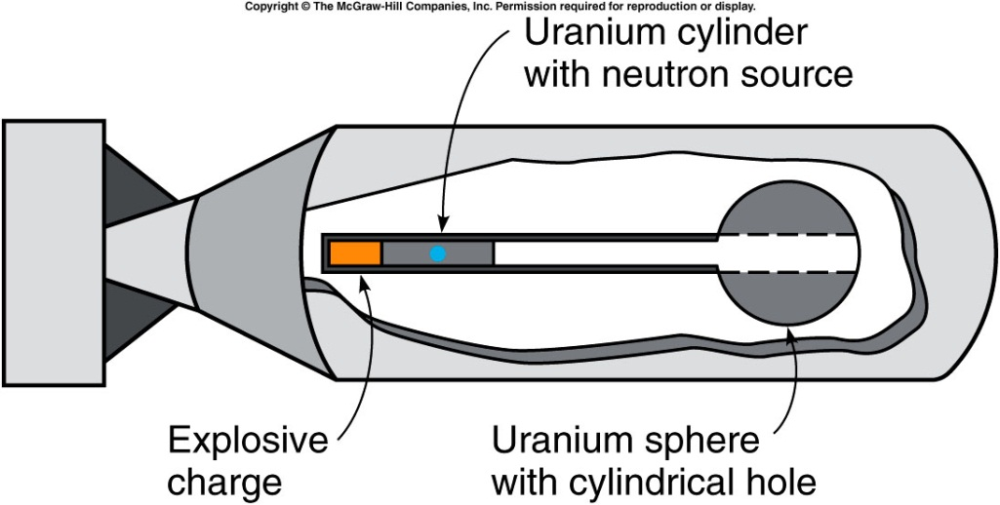 Copyright © The McGraw-Hill Companies, Inc. Permission required for reproduction or display.
Uranium cylinder
with neutron source
Explosive
charge
Uranium sphere
with cylindrical hole